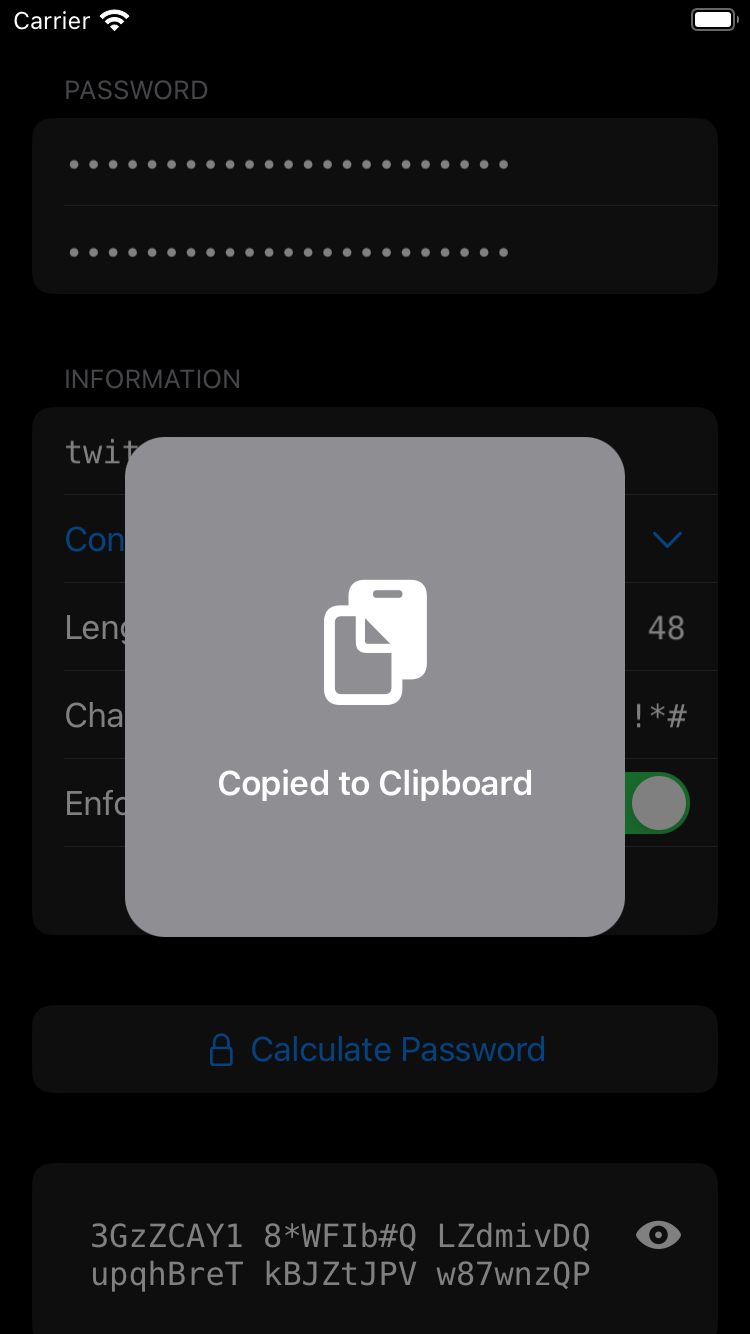 Carrier
PASSWORD
INFORMATION
twit
Con
48
Leng
Cha
!*#
Enfo
Copied to Clipboard
Calculate Password
3GzZCAY1 8*WFIb#Q LZdmivDQ
upqhBreT kBJZtJPV w87wnzQP